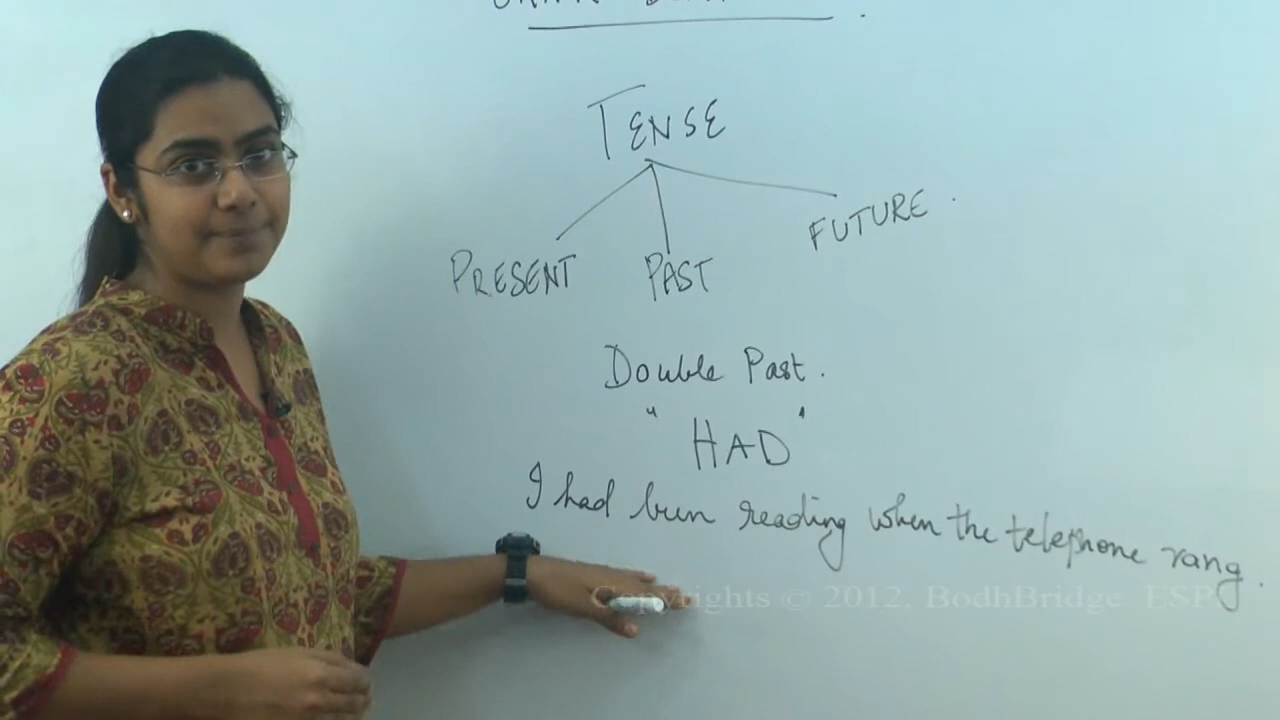 TENSE
PRESENT PAST FUTURE.
Double Past.
"HAD"
I had been reading when the telephone rang.
Copyrights © 2012. BodhBridge ESP